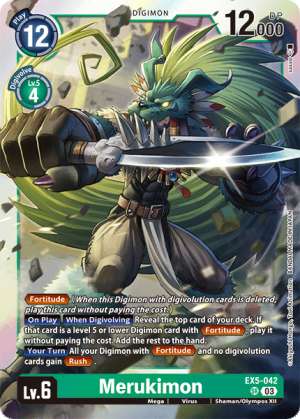 Play
12
DIGIMON
12000
DP
Lv.5
4
Digivolve
Fortitude (When this Digimon with digivolution cards is deleted,
play this card without paying the cost.)
On Play When Digivolving Reveal the top card of your deck. If
that card is a level 5 or lower Digimon card with Fortitude, play it
without paying the cost. Add the rest to the hand.
Your Turn All your Digimon with Fortitude and no digivolution
cards gain Rush.
Lv.6
Merukimon
EX5-042
SR 03
Mega Virus Shaman/Olympos XII